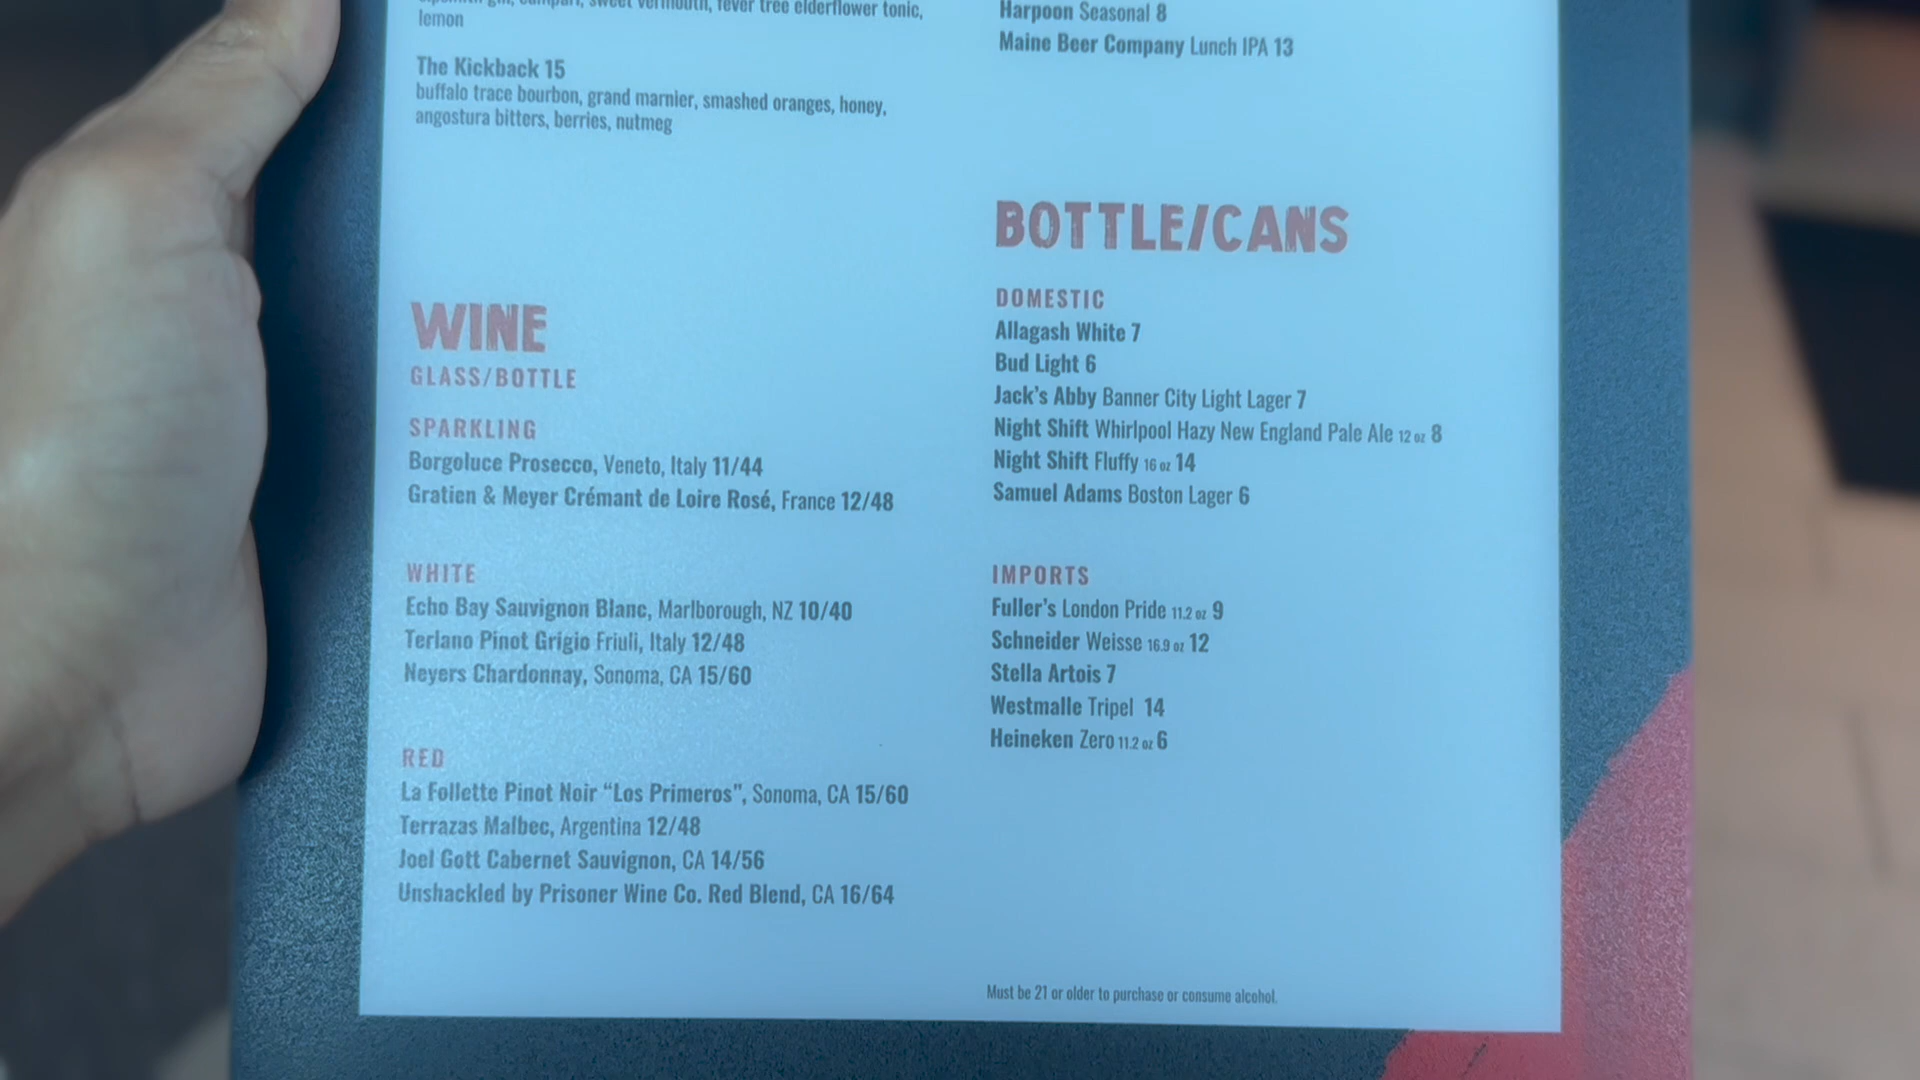 sweet vermouth, fever tree elderflower tonic,
lemon
The Kickback 15
buffalo trace bourbon, grand marnier, smashed oranges, honey,
angostura bitters, berries, nutmeg
WINE
GLASS/BOTTLE
SPARKLING
Borgoluce Prosecco, Veneto, Italy 11/44
Gratien & Meyer Crémant de Loire Rosé, France 12/48
WHITE
Echo Bay Sauvignon Blanc, Marlborough, NZ 10/40
Terlano Pinot Grigio Friuli, Italy 12/48
Neyers Chardonnay, Sonoma, CA 15/60
RED
La Follette Pinot Noir “Los Primeros”, Sonoma, CA 15/60
Terrazas Malbec, Argentina 12/48
Joel Gott Cabernet Sauvignon, CA 14/56
Unshackled by Prisoner Wine Co. Red Blend, CA 16/64
Harpoon Seasonal 8
Maine Beer Company Lunch IPA 13
BOTTLE/CANS
DOMESTIC
Allagash White 7
Bud Light 6
Jack’s Abby Banner City Light Lager 7
Night Shift Whirlpool Hazy New England Pale Ale 12 oz 8
Night Shift Fluffy 16 oz 14
Samuel Adams Boston Lager 6
IMPORTS
Fuller’s London Pride 11.2 oz 9
Schneider Weisse 16.9 oz 12
Stella Artois 7
Westmalle Tripel 14
Heineken Zero 11.2 oz 6
Must be 21 or older to purchase or consume alcohol.